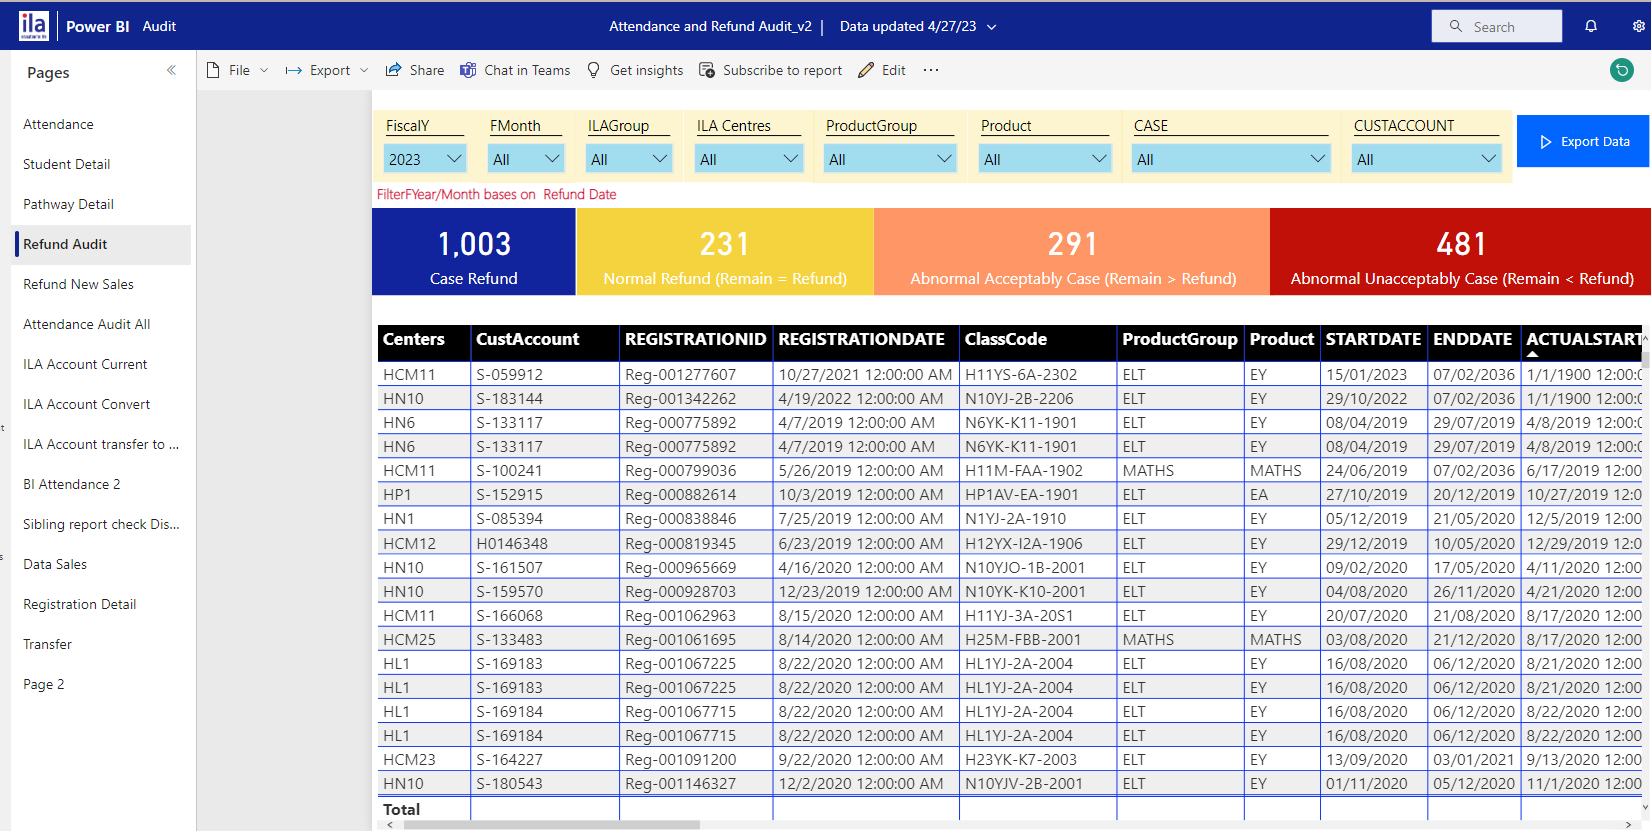 ila Power BI Audit Attendance and Refund Audit_v2 | Data updated 4/27/23 Search
Pages
Attendance
Student Detail
Pathway Detail
Refund Audit
Refund New Sales
Attendance Audit All
ILA Account Current
ILA Account Convert
ILA Account transfer to ...
BI Attendance 2
Sibling report check Dis...
Data Sales
Registration Detail
Transfer
Page 2
File Export Share Chat in Teams Get insights Subscribe to report Edit ...
FiscalY FMonth ILAGroup ILA Centres ProductGroup Product CASE CUSTACCOUNT
2023 All All All All All All All
Export Data
FilterFYear/Month bases on Refund Date
1,003 231 291 481
Case Refund Normal Refund (Remain = Refund) Abnormal Acceptably Case (Remain > Refund) Abnormal Unacceptably Case (Remain < Refund)
Centers CustAccount REGISTRATIONID REGISTRATIONDATE ClassCode ProductGroup Product STARTDATE ENDDATE ACTUALSTART
HCM11 S-059912 Reg-001277607 10/27/2021 12:00:00 AM H11YS-6A-2302 ELT EY 15/01/2023 07/02/2036 1/1/1900 12:00:0
HN10 S-183144 Reg-001342262 4/19/2022 12:00:00 AM N10YJ-2B-2206 ELT EY 29/10/2022 07/02/2036 1/1/1900 12:00:0
HN6 S-133117 Reg-000775892 4/7/2019 12:00:00 AM N6YK-K11-1901 ELT EY 08/04/2019 29/07/2019 4/8/2019 12:00:0
HN6 S-133117 Reg-000775892 4/7/2019 12:00:00 AM N6YK-K11-1901 ELT EY 08/04/2019 29/07/2019 4/8/2019 12:00:0
HCM11 S-100241 Reg-000799036 5/26/2019 12:00:00 AM H11M-FAA-1902 MATHS MATHS 24/06/2019 07/02/2036 6/17/2019 12:00
HP1 S-152915 Reg-000882614 10/3/2019 12:00:00 AM HP1AV-EA-1901 ELT EA 27/10/2019 20/12/2019 10/27/2019 12:0
HN1 S-085394 Reg-000838846 7/25/2019 12:00:00 AM N1YJ-2A-1910 ELT EY 05/12/2019 21/05/2020 12/5/2019 12:00
HCM12 H0146348 Reg-000819345 6/23/2019 12:00:00 AM H12YX-I2A-1906 ELT EY 29/12/2019 10/05/2020 12/29/2019 12:0
HN10 S-161507 Reg-000965669 4/16/2020 12:00:00 AM N10YJO-1B-2001 ELT EY 09/02/2020 17/05/2020 4/11/2020 12:00
HN10 S-159570 Reg-000928703 12/23/2019 12:00:00 AM N10YK-K10-2001 ELT EY 04/08/2020 26/11/2020 4/21/2020 12:00
HCM11 S-166068 Reg-001062963 8/15/2020 12:00:00 AM H11YJ-3A-20S1 ELT EY 20/07/2020 21/08/2020 8/17/2020 12:00
HCM25 S-133483 Reg-001061695 8/14/2020 12:00:00 AM H25M-FBB-2001 MATHS MATHS 03/08/2020 21/12/2020 8/17/2020 12:00
HL1 S-169183 Reg-001067225 8/22/2020 12:00:00 AM HL1YJ-2A-2004 ELT EY 16/08/2020 06/12/2020 8/21/2020 12:00
HL1 S-169183 Reg-001067225 8/22/2020 12:00:00 AM HL1YJ-2A-2004 ELT EY 16/08/2020 06/12/2020 8/21/2020 12:00
HL1 S-169184 Reg-001067715 8/22/2020 12:00:00 AM HL1YJ-2A-2004 ELT EY 16/08/2020 06/12/2020 8/22/2020 12:00
HL1 S-169184 Reg-001067715 8/22/2020 12:00:00 AM HL1YJ-2A-2004 ELT EY 16/08/2020 06/12/2020 8/22/2020 12:00
HCM23 S-164227 Reg-001091200 9/22/2020 12:00:00 AM H23YK-K7-2003 ELT EY 13/09/2020 03/01/2021 9/13/2020 12:00
HN10 S-180543 Reg-001146327 12/2/2020 12:00:00 AM N10YJV-2B-2001 ELT EY 01/11/2020 05/12/2020 11/1/2020 12:00
Total